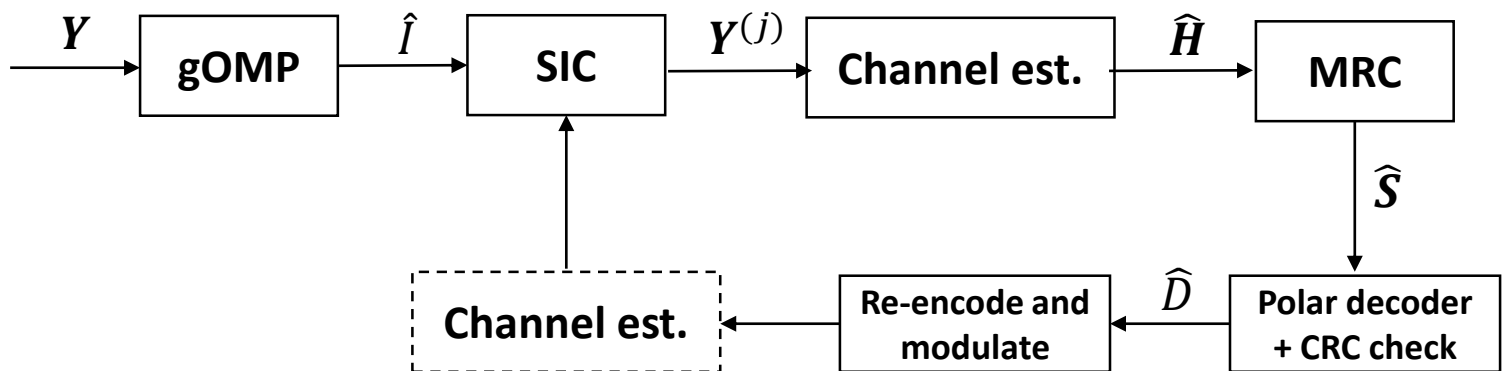 Y
gOMP
Î
SIC
Y^(j)
Channel est.
Ĥ
MRC
Ŝ
Channel est.
Re-encode and
modulate
D̂
Polar decoder
+ CRC check